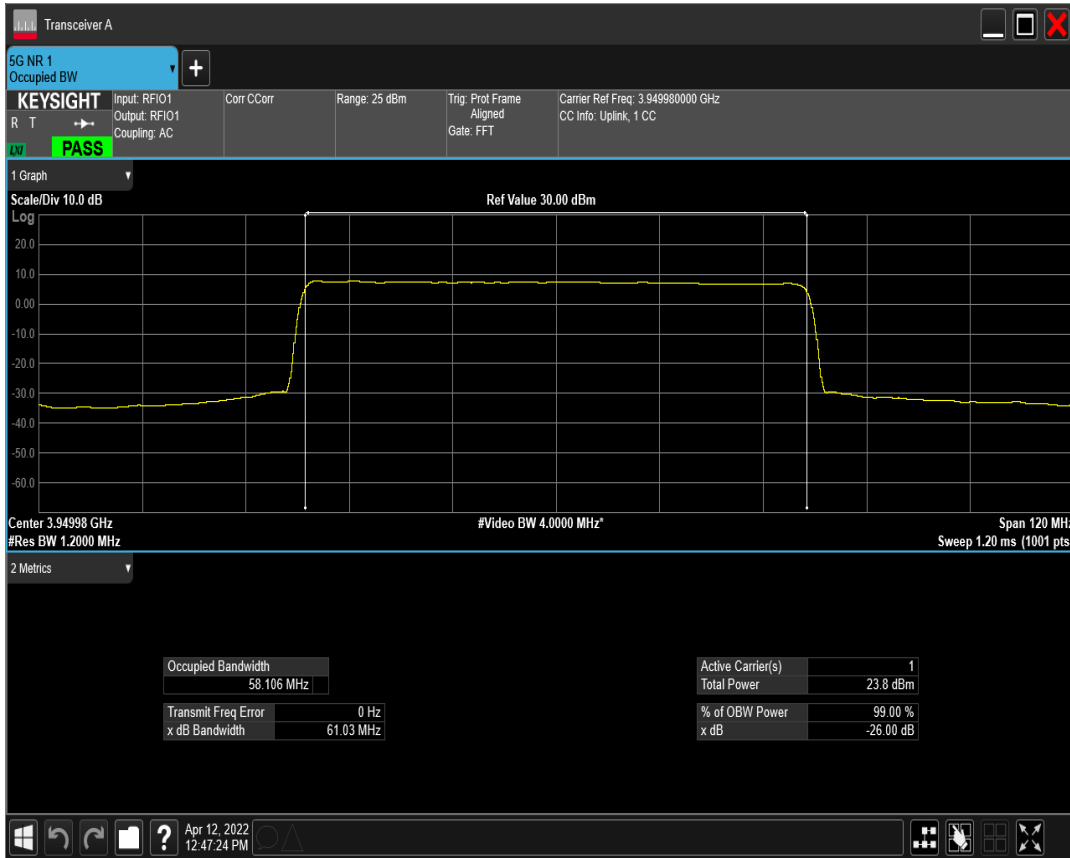 Transceiver A
5G NR 1
Occupied BW
KEYSIGHT
R T
LXI
PASS
Input: RFIO1
Output: RFIO1
Coupling: AC
Corr CCorr
Range: 25 dBm
Trig: Prot Frame
Aligned
Gate: FFT
Carrier Ref Freq: 3.949980000 GHz
CC Info: Uplink, 1 CC
1 Graph
Scale/Div 10.0 dB
Ref Value 30.00 dBm
Log
20.0
10.0
0.00
-10.0
-20.0
-30.0
-40.0
-50.0
-60.0
Center 3.94998 GHz
#Video BW 4.0000 MHz*
Span 120 MHz
#Res BW 1.2000 MHz
Sweep 1.20 ms (1001 pts
2 Metrics
Occupied Bandwidth
58.106 MHz
Transmit Freq Error 0 Hz
x dB Bandwidth 61.03 MHz
Active Carrier(s) 1
Total Power 23.8 dBm
% of OBW Power 99.00 %
x dB -26.00 dB
?
Apr 12, 2022
12:47:24 PM